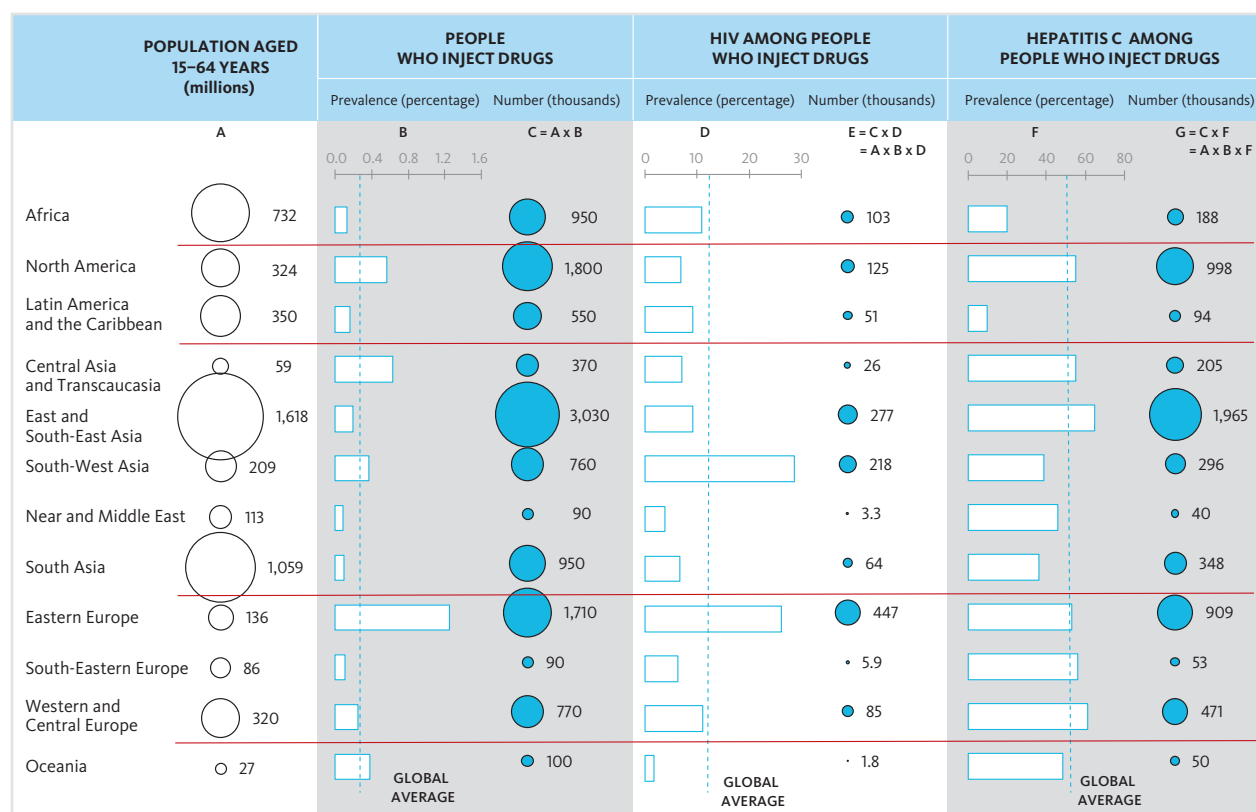 POPULATION AGED
15–64 YEARS
(millions)
PEOPLE
WHO INJECT DRUGS
HIV AMONG PEOPLE
WHO INJECT DRUGS
HEPATITIS C AMONG
PEOPLE WHO INJECT DRUGS
Prevalence (percentage) Number (thousands) Prevalence (percentage) Number (thousands) Prevalence (percentage) Number (thousands)
A B C = A x B D E = C x D F G = C x F
= A x B x D = A x B x F
0.0 0.4 0.8 1.2 1.6 0 10 20 30 0 20 40 60 80
Africa 732 950 103 188
North America 324 1,800 125 998
Latin America
and the Caribbean 350 550 51 94
Central Asia
and Transcaucasia 59 370 26 205
East and
South-East Asia 1,618 3,030 277 1,965
South-West Asia 209 760 218 296
Near and Middle East 113 90 3.3 40
South Asia 1,059 950 64 348
Eastern Europe 136 1,710 447 909
South-Eastern Europe 86 90 5.9 53
Western and
Central Europe 320 770 85 471
Oceania 27 100 1.8 50
GLOBAL
AVERAGE
GLOBAL
AVERAGE
GLOBAL
AVERAGE